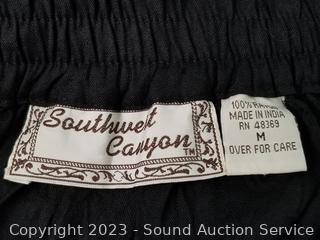 Southwest
Canyon
TM
100% RAYON
MADE IN INDIA
RN 48369
M
OVER FOR CARE
Copyright 2023 - Sound Auction Service